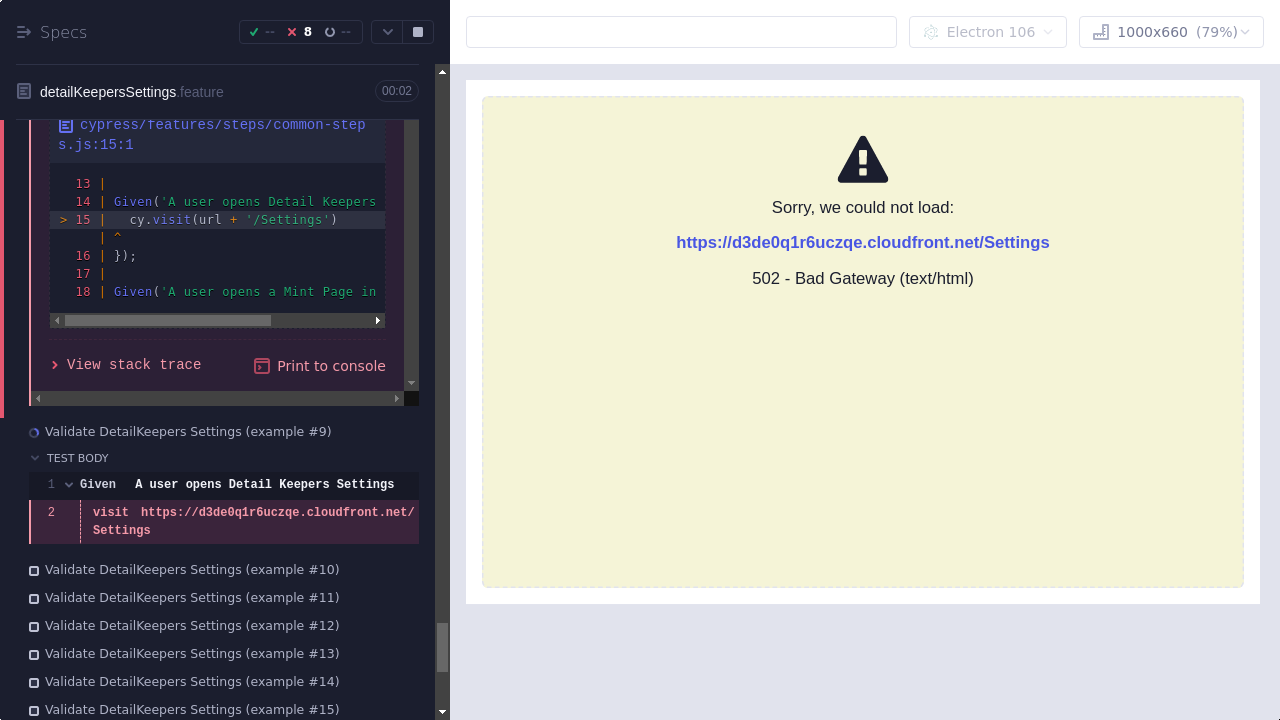 Specs
--
8
--
Electron 106
1000x660 (79%)
detailKeepersSettings.feature
00:02
cypress/features/steps/common-step
s.js:15:1
13 |
14 | Given('A user opens Detail Keepers
> 15 | cy.visit(url + '/Settings')
| ^
16 | });
17 |
18 | Given('A user opens a Mint Page in
View stack trace
Print to console
Validate DetailKeepers Settings (example #9)
TEST BODY
1 Given A user opens Detail Keepers Settings
2 visit https://d3de0q1r6uczqe.cloudfront.net/
Settings
Validate DetailKeepers Settings (example #10)
Validate DetailKeepers Settings (example #11)
Validate DetailKeepers Settings (example #12)
Validate DetailKeepers Settings (example #13)
Validate DetailKeepers Settings (example #14)
Validate DetailKeepers Settings (example #15)
Sorry, we could not load:
https://d3de0q1r6uczqe.cloudfront.net/Settings
502 - Bad Gateway (text/html)